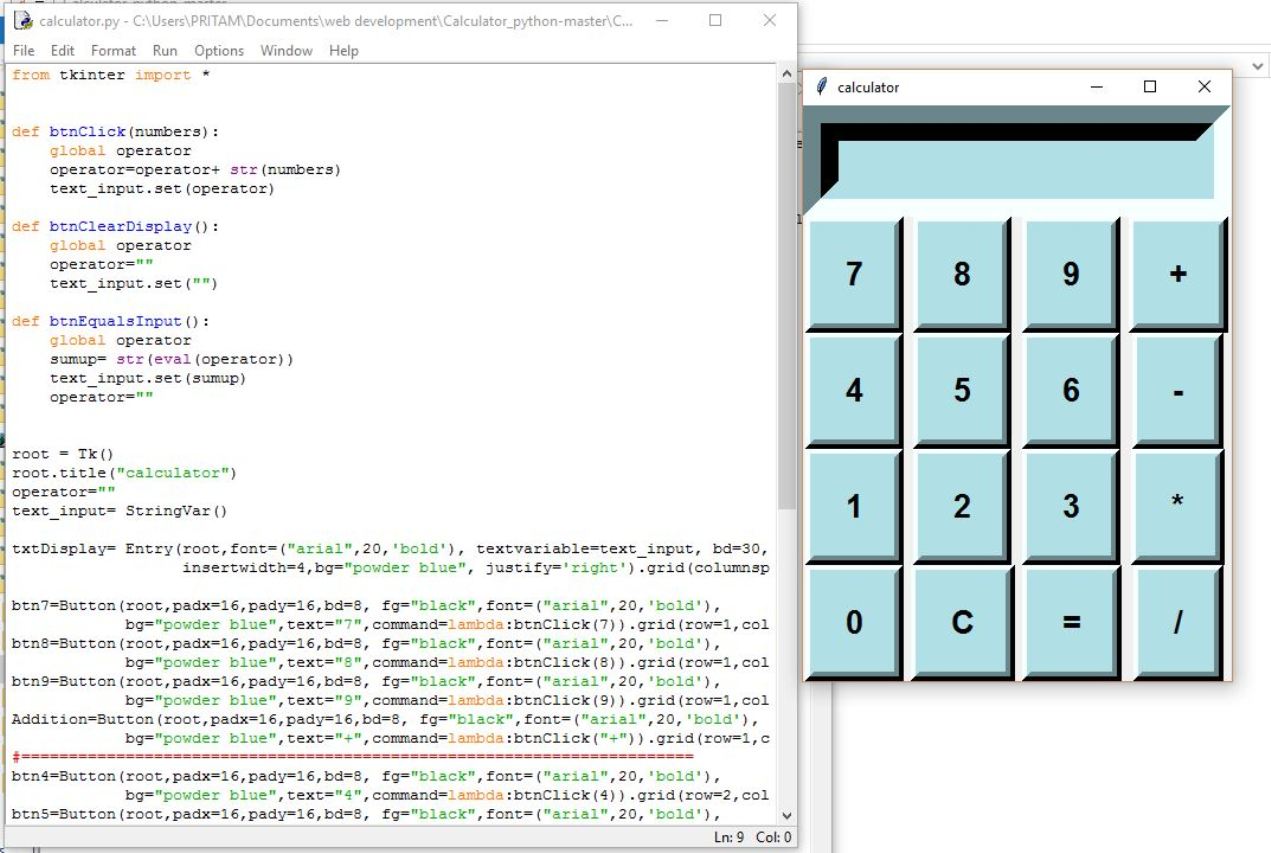 calculator.py - C:\Users\PRITAM\Documents\web development\Calculator_python-master\C...
File Edit Format Run Options Window Help
from tkinter import *
def btnClick(numbers):
    global operator
    operator=operator+ str(numbers)
    text_input.set(operator)
def btnClearDisplay():
    global operator
    operator=""
    text_input.set("")
def btnEqualsInput():
    global operator
    sumup= str(eval(operator))
    text_input.set(sumup)
    operator=""
root = Tk()
root.title("calculator")
operator=""
text_input= StringVar()
txtDisplay= Entry(root,font=("arial",20,'bold'), textvariable=text_input, bd=30,
                  insertwidth=4,bg="powder blue", justify='right').grid(columnsp
btn7=Button(root,padx=16,pady=16,bd=8, fg="black",font=("arial",20,'bold'),
            bg="powder blue",text="7",command=lambda:btnClick(7)).grid(row=1,col
btn8=Button(root,padx=16,pady=16,bd=8, fg="black",font=("arial",20,'bold'),
            bg="powder blue",text="8",command=lambda:btnClick(8)).grid(row=1,col
btn9=Button(root,padx=16,pady=16,bd=8, fg="black",font=("arial",20,'bold'),
            bg="powder blue",text="9",command=lambda:btnClick(9)).grid(row=1,col
Addition=Button(root,padx=16,pady=16,bd=8, fg="black",font=("arial",20,'bold'),
            bg="powder blue",text="+",command=lambda:btnClick("+")).grid(row=1,c
#=======================================================================
btn4=Button(root,padx=16,pady=16,bd=8, fg="black",font=("arial",20,'bold'),
            bg="powder blue",text="4",command=lambda:btnClick(4)).grid(row=2,col
btn5=Button(root,padx=16,pady=16,bd=8, fg="black",font=("arial",20,'bold'),
Ln: 9 Col: 0
calculator
7 8 9 +
4 5 6 -
1 2 3 *
0 C = /